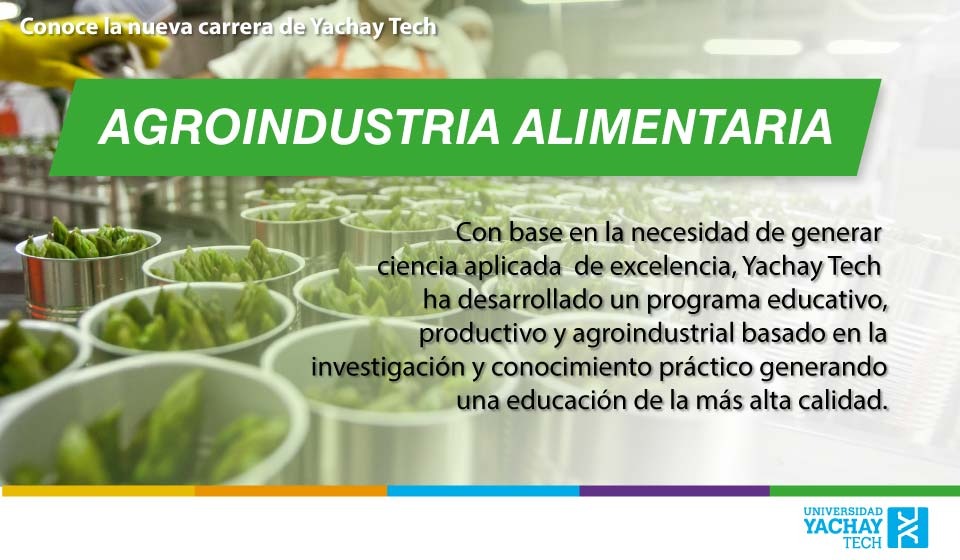 Conoce la nueva carrera de Yachay Tech
AGROINDUSTRIA ALIMENTARIA
Con base en la necesidad de generar
ciencia aplicada de excelencia, Yachay Tech
ha desarrollado un programa educativo,
productivo y agroindustrial basado en la
investigación y conocimiento práctico generando
una educación de la más alta calidad.
UNIVERSIDAD
YACHAY
TECH